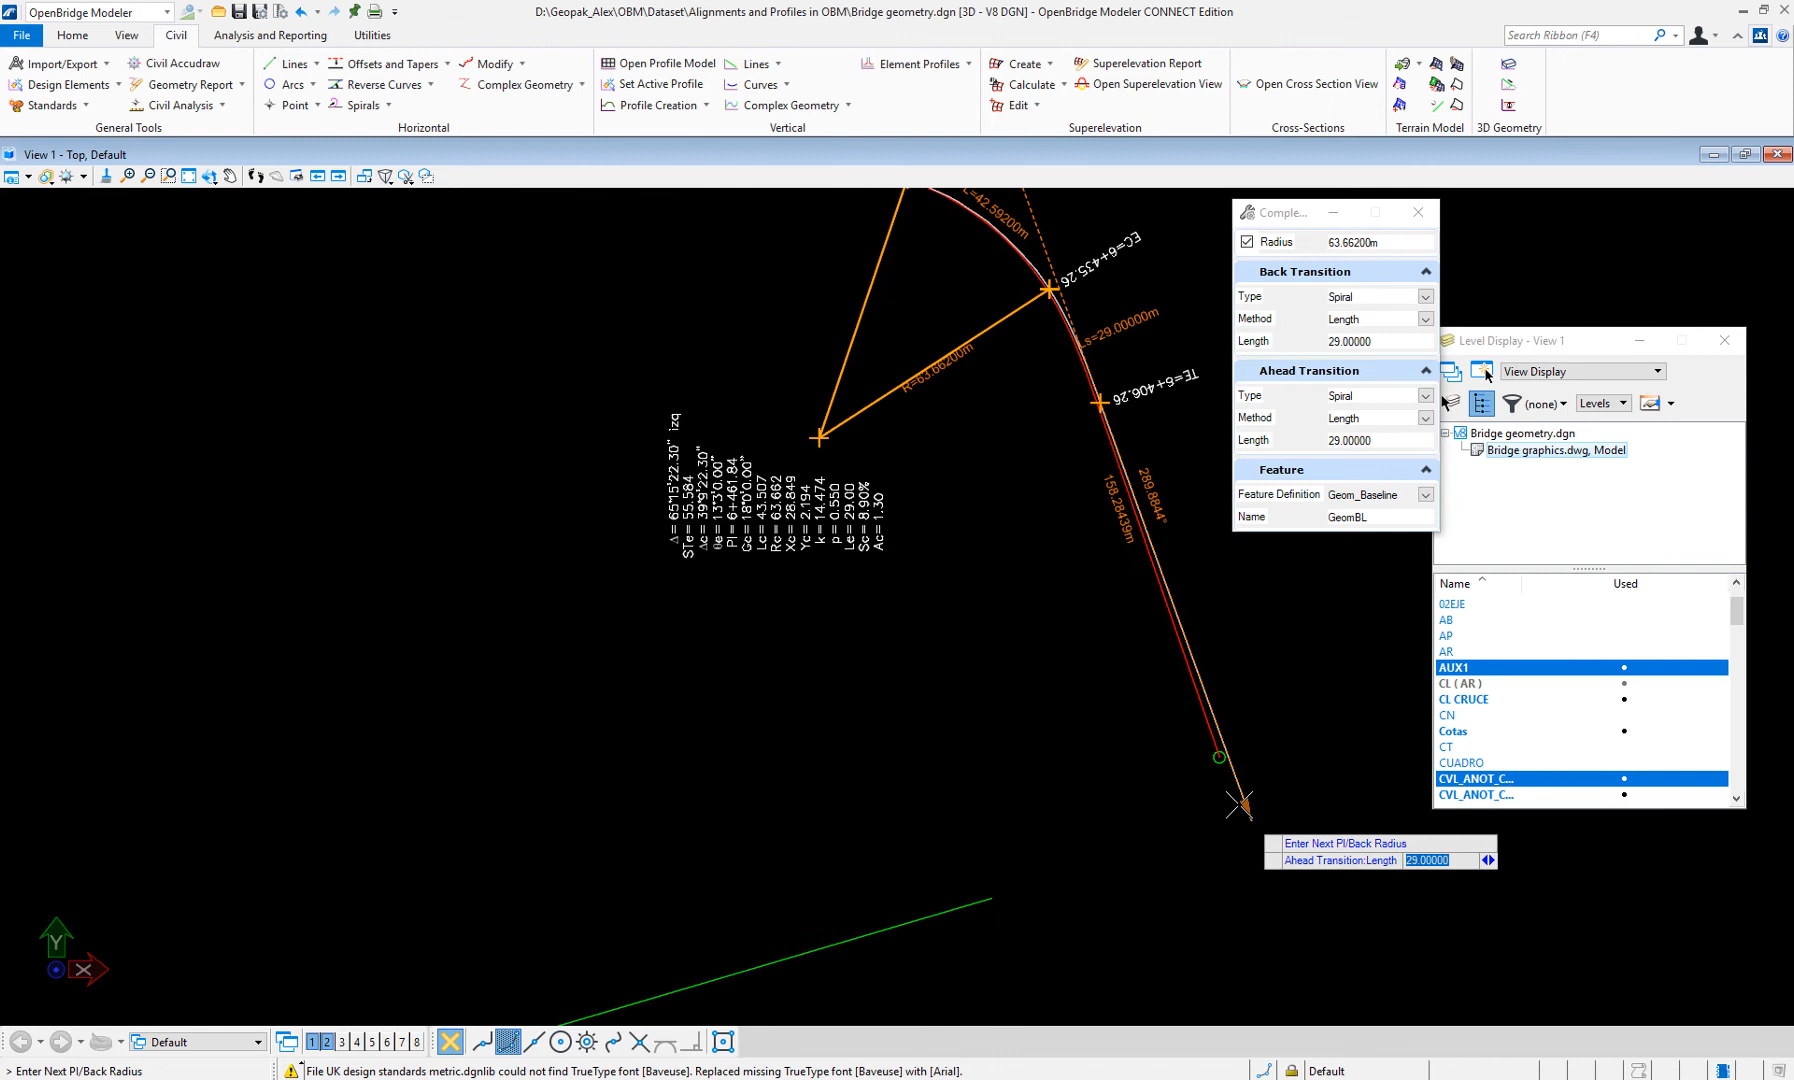 OpenBridge Modeler
D:\Geopak_Alex\OBM\Dataset\Alignments and Profiles in OBM\Bridge geometry.dgn [3D - V8 DGN] - OpenBridge Modeler CONNECT Edition
File Home View Civil Analysis and Reporting Utilities
Search Ribbon (F4)
Import/Export Civil Accudraw
Design Elements Geometry Report
Standards Civil Analysis
General Tools
Lines Offsets and Tapers Modify
Arcs Reverse Curves Complex Geometry
Point Spirals
Horizontal
Open Profile Model Lines Element Profiles
Set Active Profile Curves
Profile Creation Complex Geometry
Vertical
Create Superelevation Report
Calculate Open Superelevation View
Edit
Superelevation
Open Cross Section View
Cross-Sections
Terrain Model
3D Geometry
View 1 - Top, Default
L=42.59200m
EC=6+435.26
Ls=29.00000m
R=63.66200m
TE=6+406.26
289.8844°
158.28439m
Δ= 65°15'22.30" izq
STe= 55.584
Δc= 39°9'22.30"
θe= 13°3'0.00"
PI= 6+461.84
Gc= 18°0'0.00"
Lc= 43.507
Rc= 63.662
Xc= 28.849
Yc= 2.194
k = 14.474
p = 0.550
Le= 29.00
Sc= 8.90%
Ac= 1.30
Comple...
Radius 63.66200m
Back Transition
Type Spiral
Method Length
Length 29.00000
Ahead Transition
Type Spiral
Method Length
Length 29.00000
Feature
Feature Definition Geom_Baseline
Name GeomBL
Level Display - View 1
View Display
(none) Levels
Bridge geometry.dgn
Bridge graphics.dwg, Model
Name Used
02EJE
AB
AP
AR
AUX1
CL ( AR )
CL CRUCE
CN
Cotas
CT
CUADRO
CVL_ANOT_C...
CVL_ANOT_C...
Enter Next PI/Back Radius
Ahead Transition:Length 29.00000
Y
X
Default
1 2 3 4 5 6 7 8
> Enter Next PI/Back Radius
File UK design standards metric.dgnlib could not find TrueType font [Baveuse]. Replaced missing TrueType font [Baveuse] with [Arial].
Default